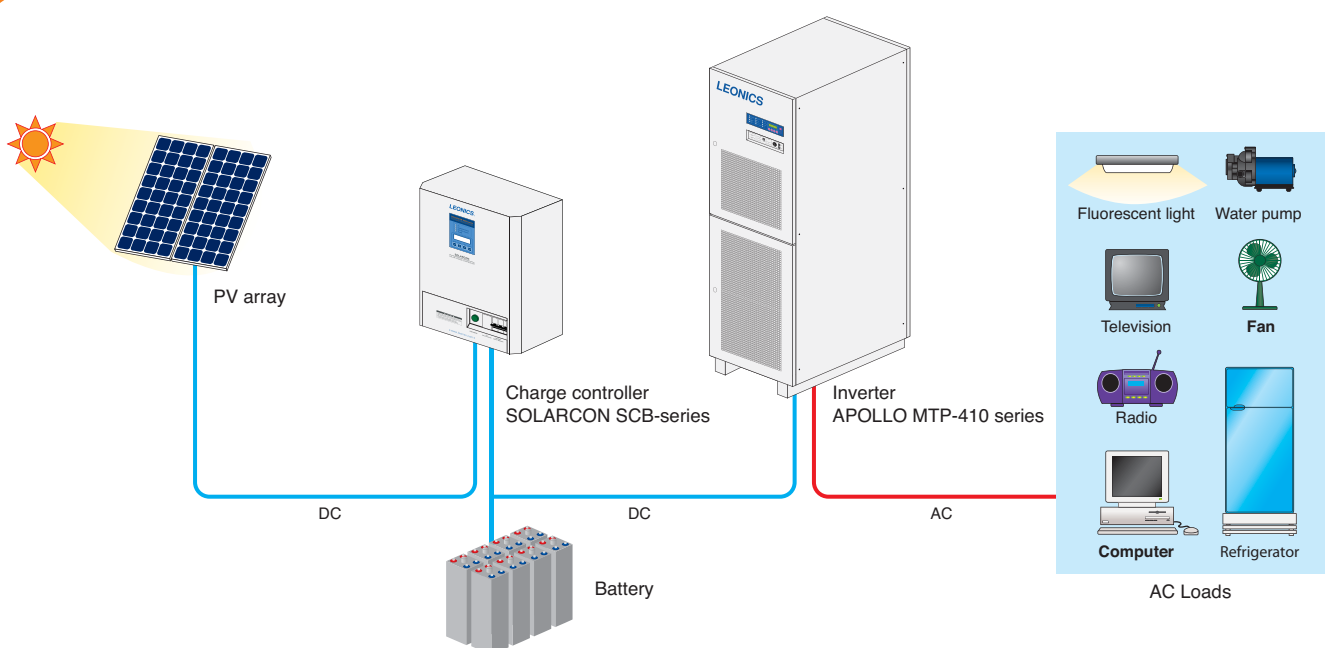 LEONICS
LEONICS
SOLARCON
Fluorescent light
Water pump
PV array
Television
Fan
Charge controller
SOLARCON SCB-series
Inverter
APOLLO MTP-410 series
Radio
DC
DC
AC
Computer
Refrigerator
Battery
AC Loads